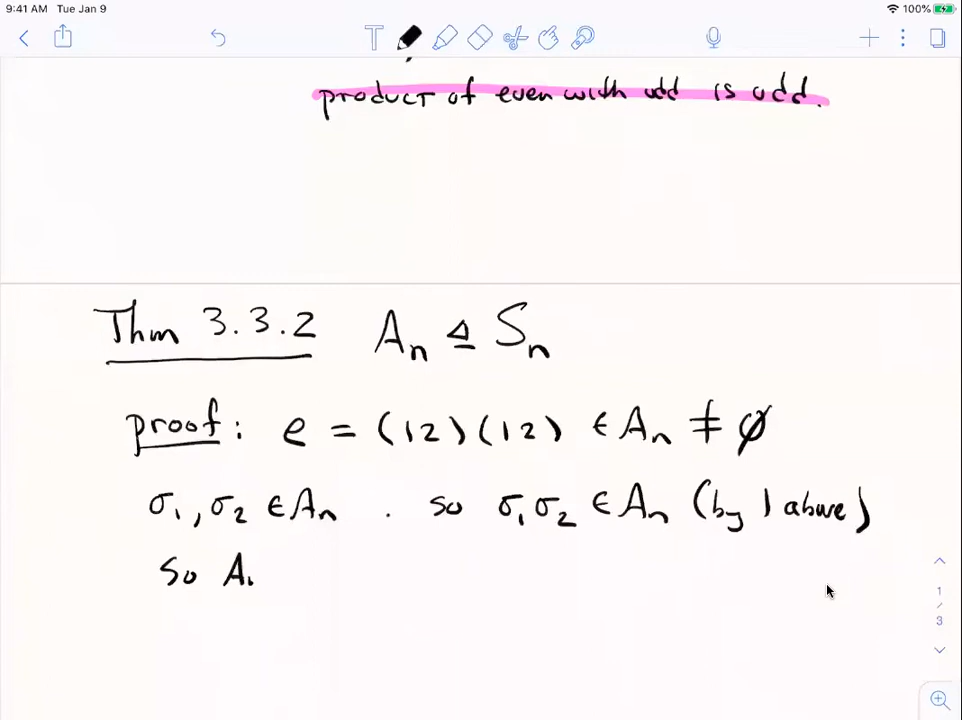 9:41 AM Tue Jan 9
100%
T
product of even with odd is odd.
Thm 3.3.2 Aₙ ⊴ Sₙ
proof: e = (12)(12) ∈ Aₙ ≠ ∅
σ₁, σ₂ ∈ Aₙ . so σ₁σ₂ ∈ Aₙ (by 1 above)
So A
1
/
3